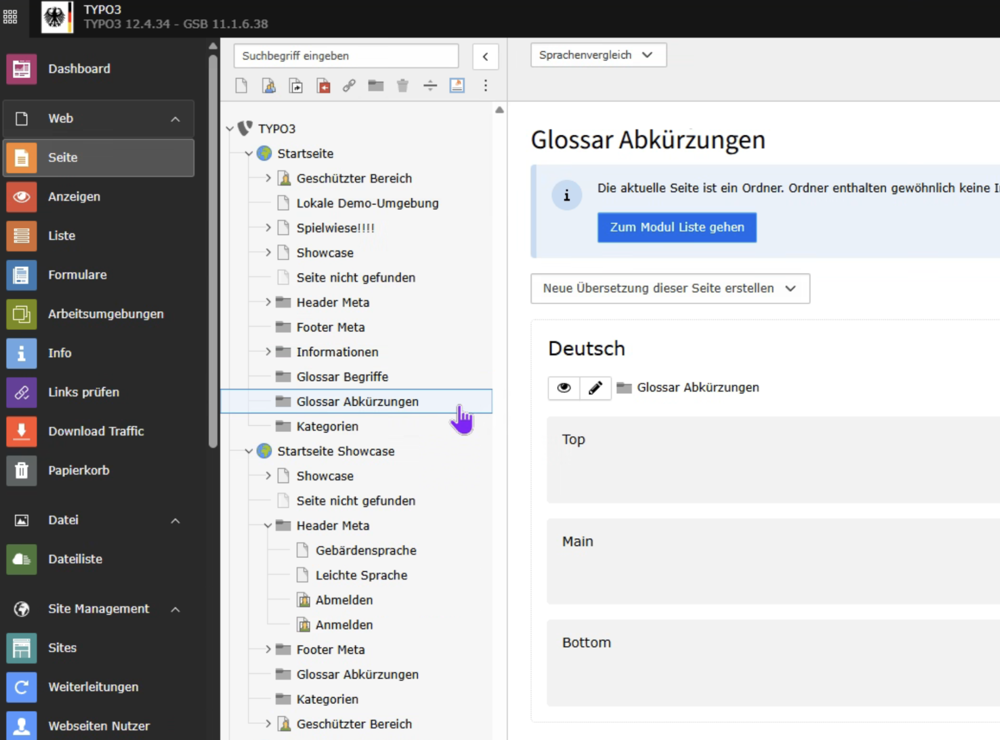 TYPO3
TYPO3 12.4.34 - GSB 11.1.6.38
Dashboard
Web
Seite
Anzeigen
Liste
Formulare
Arbeitsumgebungen
Info
Links prüfen
Download Traffic
Papierkorb
Datei
Dateiliste
Site Management
Sites
Weiterleitungen
Webseiten Nutzer
Suchbegriff eingeben
TYPO3
Startseite
Geschützter Bereich
Lokale Demo-Umgebung
Spielwiese!!!!
Showcase
Seite nicht gefunden
Header Meta
Footer Meta
Informationen
Glossar Begriffe
Glossar Abkürzungen
Kategorien
Startseite Showcase
Showcase
Seite nicht gefunden
Header Meta
Gebärdensprache
Leichte Sprache
Abmelden
Anmelden
Footer Meta
Glossar Abkürzungen
Kategorien
Geschützter Bereich
Sprachenvergleich
Glossar Abkürzungen
Die aktuelle Seite ist ein Ordner. Ordner enthalten gewöhnlich keine
Zum Modul Liste gehen
Neue Übersetzung dieser Seite erstellen
Deutsch
Glossar Abkürzungen
Top
Main
Bottom